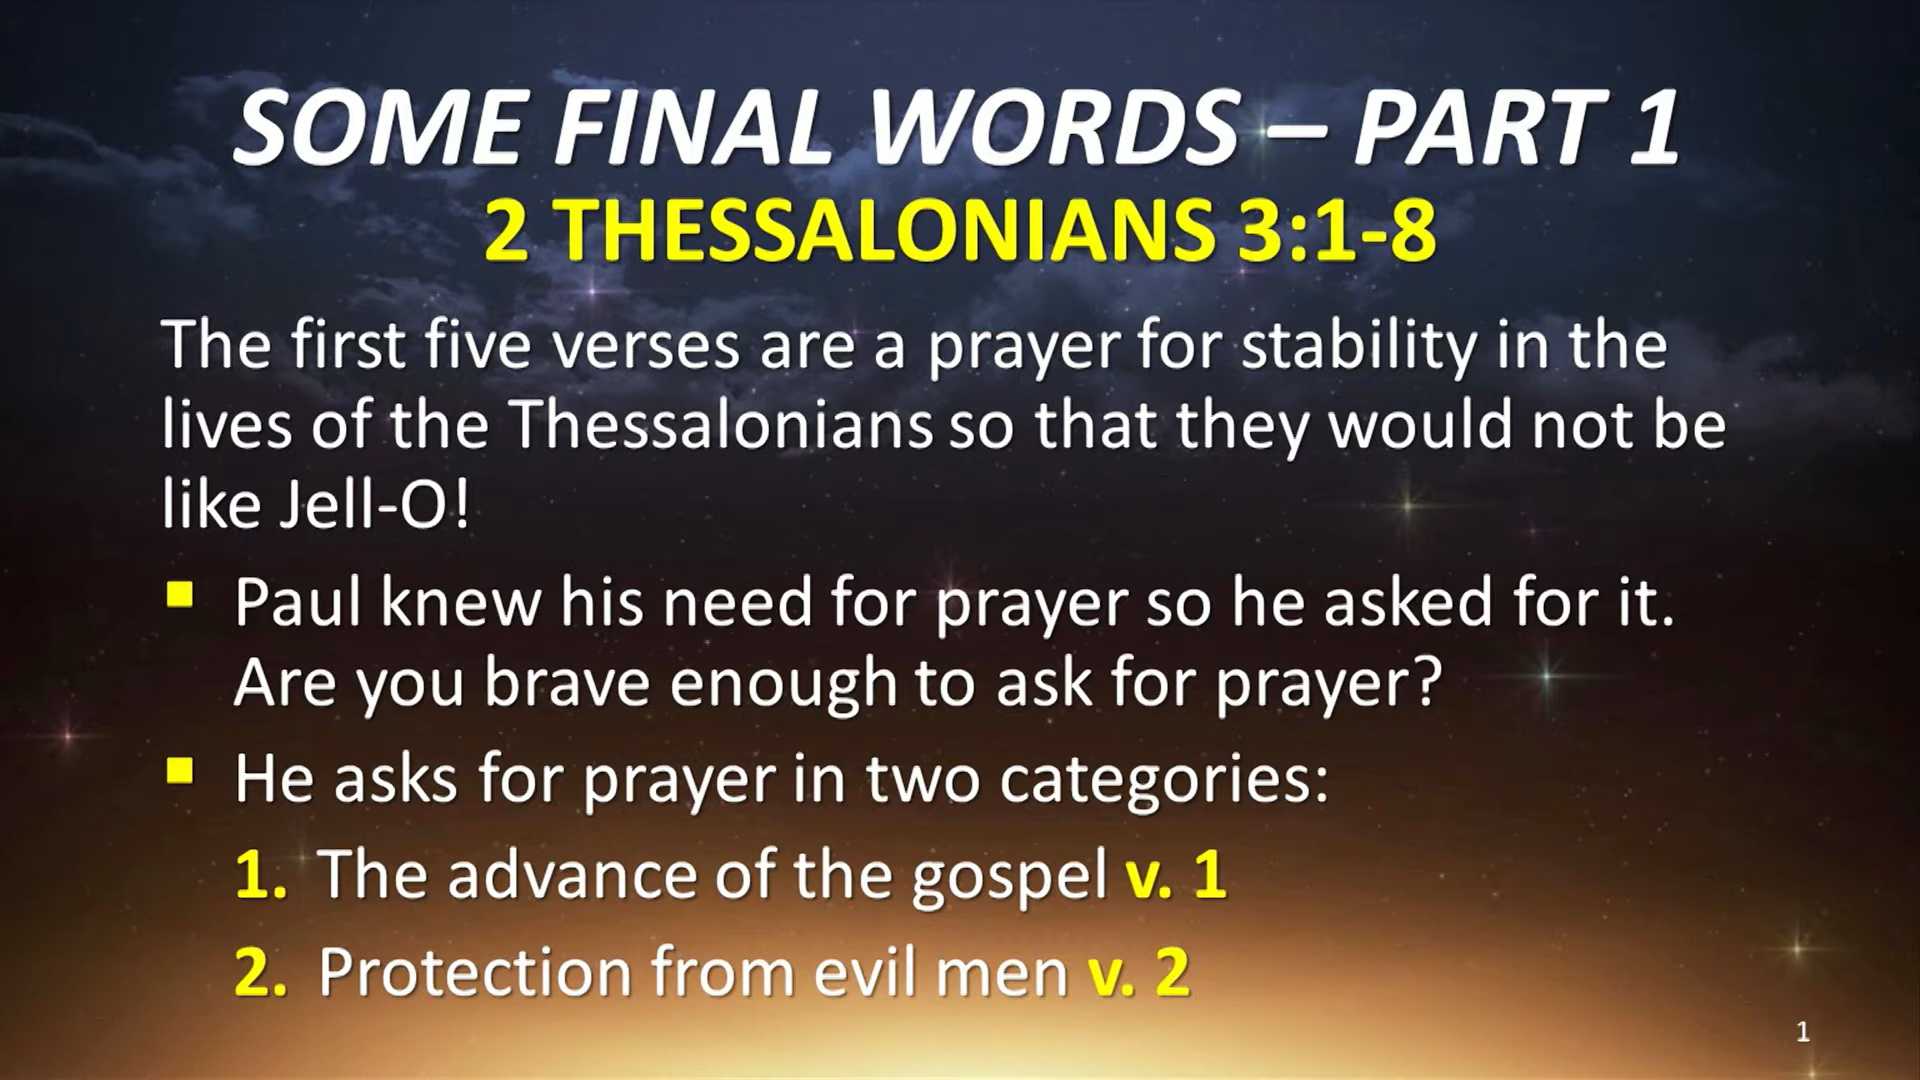 SOME FINAL WORDS – PART 1
2 THESSALONIANS 3:1-8
The first five verses are a prayer for stability in the
lives of the Thessalonians so that they would not be
like Jell-O!
▪ Paul knew his need for prayer so he asked for it.
Are you brave enough to ask for prayer?
▪ He asks for prayer in two categories:
1. The advance of the gospel v. 1
2. Protection from evil men v. 2
1